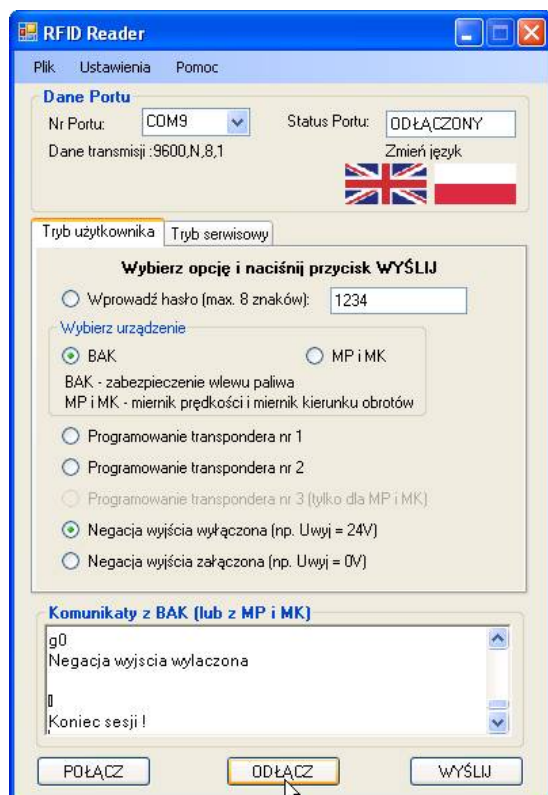 RFID Reader
Plik Ustawienia Pomoc
Dane Portu
Nr Portu: COM9 Status Portu: ODŁĄCZONY
Dane transmisji :9600,N,8,1 Zmień język
Tryb użytkownika Tryb serwisowy
Wybierz opcję i naciśnij przycisk WYŚLIJ
Wprowadź hasło (max. 8 znaków): 1234
Wybierz urządzenie
BAK MP i MK
BAK - zabezpieczenie wlewu paliwa
MP i MK - miernik prędkości i miernik kierunku obrotów
Programowanie transpondera nr 1
Programowanie transpondera nr 2
Programowanie transpondera nr 3 (tylko dla MP i MK)
Negacja wyjścia wyłączona (np. Uwyj = 24V)
Negacja wyjścia załączona (np. Uwyj = 0V)
Komunikaty z BAK (lub z MP i MK)
g0
Negacja wyjscia wylaczona
Koniec sesji !
POŁĄCZ ODŁĄCZ WYŚLIJ